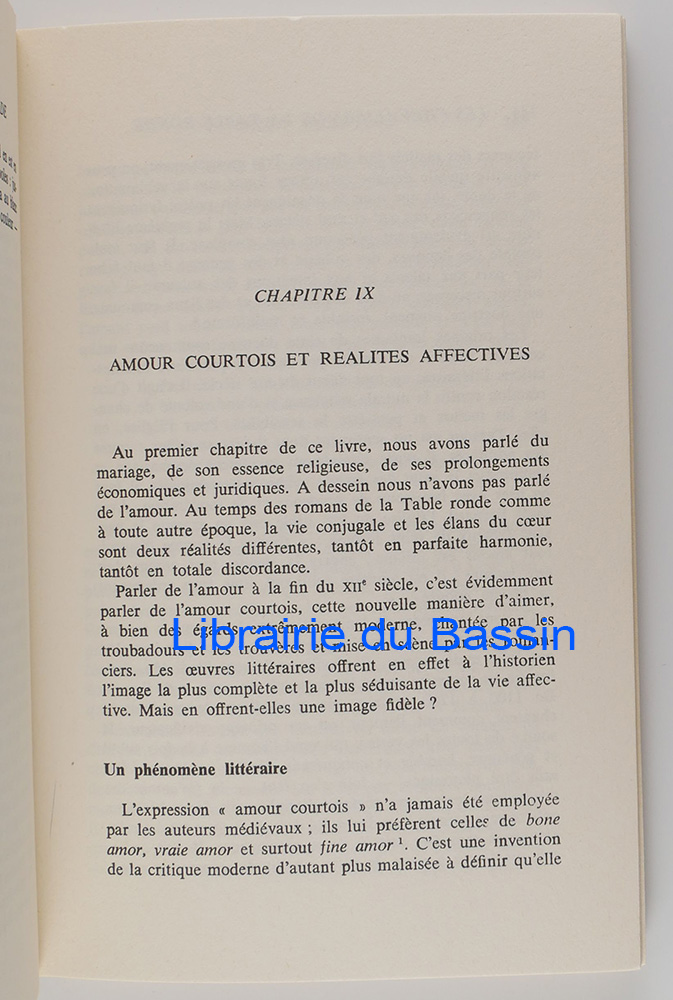 DE
CHAPITRE IX
AMOUR COURTOIS ET REALITES AFFECTIVES
Au premier chapitre de ce livre, nous avons parlé du
mariage, de son essence religieuse, de ses prolongements
économiques et juridiques. A dessein nous n'avons pas parlé
de l'amour. Au temps des romans de la Table ronde comme
à toute autre époque, la vie conjugale et les élans du cœur
sont deux réalités différentes, tantôt en parfaite harmonie,
tantôt en totale discordance.
Parler de l'amour à la fin du XIIᵉ siècle, c'est évidemment
parler de l'amour courtois, cette nouvelle manière d'aimer,
à bien des égards extrêmement moderne, chantée par les
Librairie du Bassin
troubadours et les trouvères et mise en scène par les roman-
ciers. Les œuvres littéraires offrent en effet à l'historien
l'image la plus complète et la plus séduisante de la vie affec-
tive. Mais en offrent-elles une image fidèle ?
Un phénomène littéraire
L'expression « amour courtois » n'a jamais été employée
par les auteurs médiévaux ; ils lui préfèrent celles de bone
amor, vraie amor et surtout fine amor ¹. C'est une invention
de la critique moderne d'autant plus malaisée à définir qu'elle